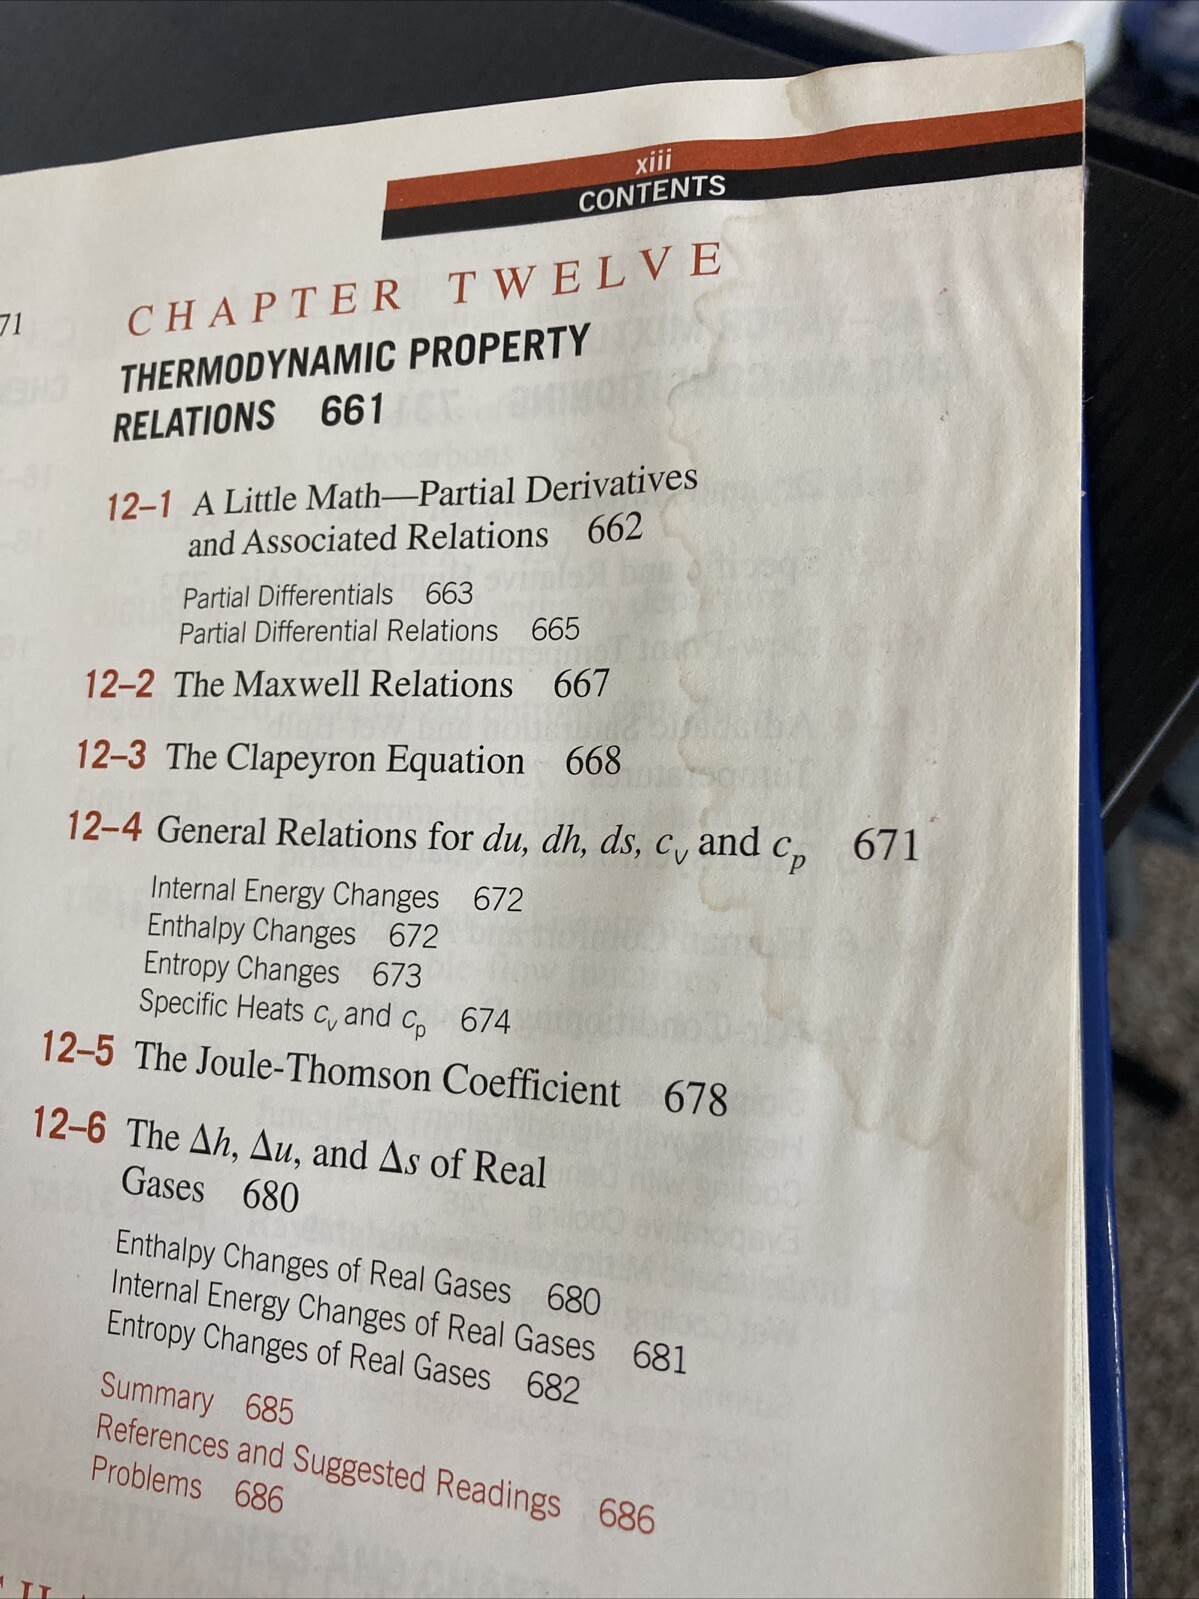 xiii
CONTENTS
71
CHAPTER TWELVE
THERMODYNAMIC PROPERTY
RELATIONS 661
12–1 A Little Math—Partial Derivatives
and Associated Relations 662
Partial Differentials 663
Partial Differential Relations 665
12–2 The Maxwell Relations 667
12–3 The Clapeyron Equation 668
12–4 General Relations for du, dh, ds, cv and cp 671
Internal Energy Changes 672
Enthalpy Changes 672
Entropy Changes 673
Specific Heats cv and cp 674
12–5 The Joule-Thomson Coefficient 678
12–6 The Δh, Δu, and Δs of Real
Gases 680
Enthalpy Changes of Real Gases 680
Internal Energy Changes of Real Gases 681
Entropy Changes of Real Gases 682
Summary 685
References and Suggested Readings 686
Problems 686